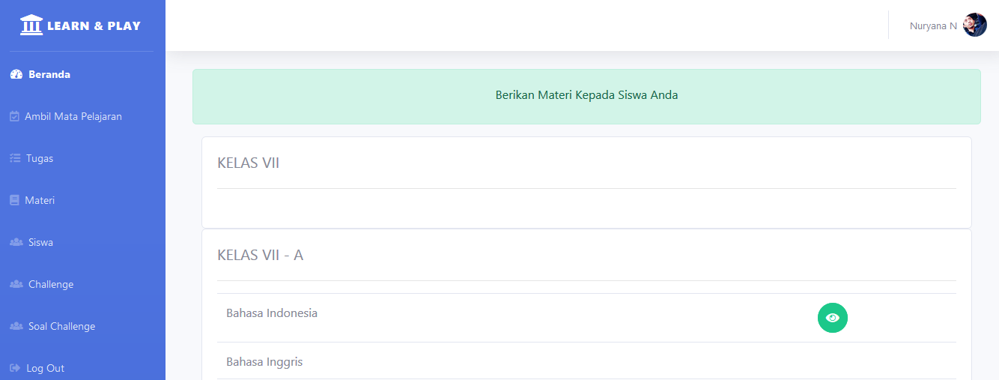 LEARN & PLAY
Nuryana N
Beranda
Ambil Mata Pelajaran
Tugas
Materi
Siswa
Challenge
Soal Challenge
Log Out
Berikan Materi Kepada Siswa Anda
KELAS VII
KELAS VII - A
Bahasa Indonesia
Bahasa Inggris